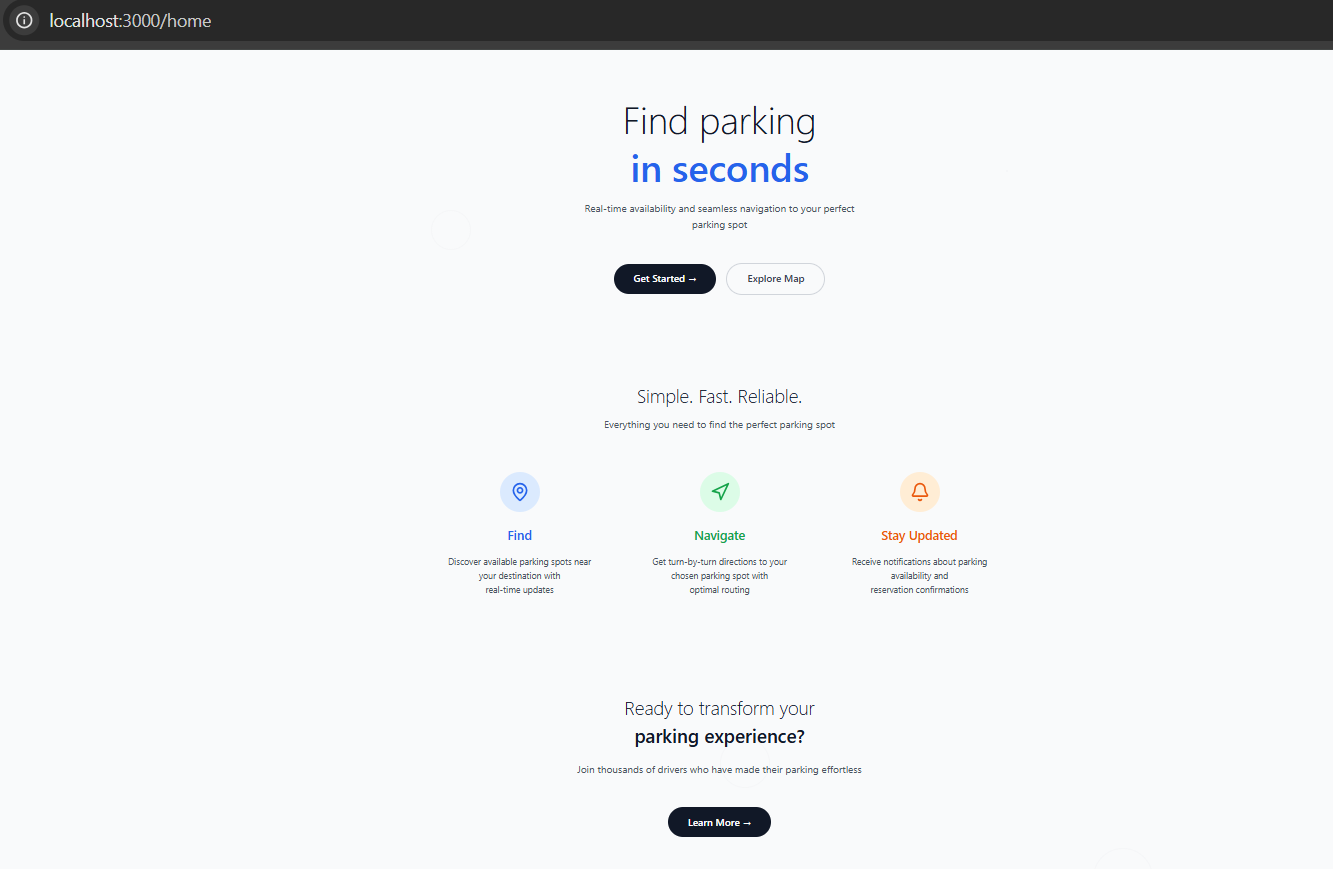 localhost:3000/home
Find parking
in seconds
Real-time availability and seamless navigation to your perfect
parking spot
Get Started →
Explore Map
Simple. Fast. Reliable.
Everything you need to find the perfect parking spot
Find
Discover available parking spots near
your destination with
real-time updates
Navigate
Get turn-by-turn directions to your
chosen parking spot with
optimal routing
Stay Updated
Receive notifications about parking
availability and
reservation confirmations
Ready to transform your
parking experience?
Join thousands of drivers who have made their parking effortless
Learn More →